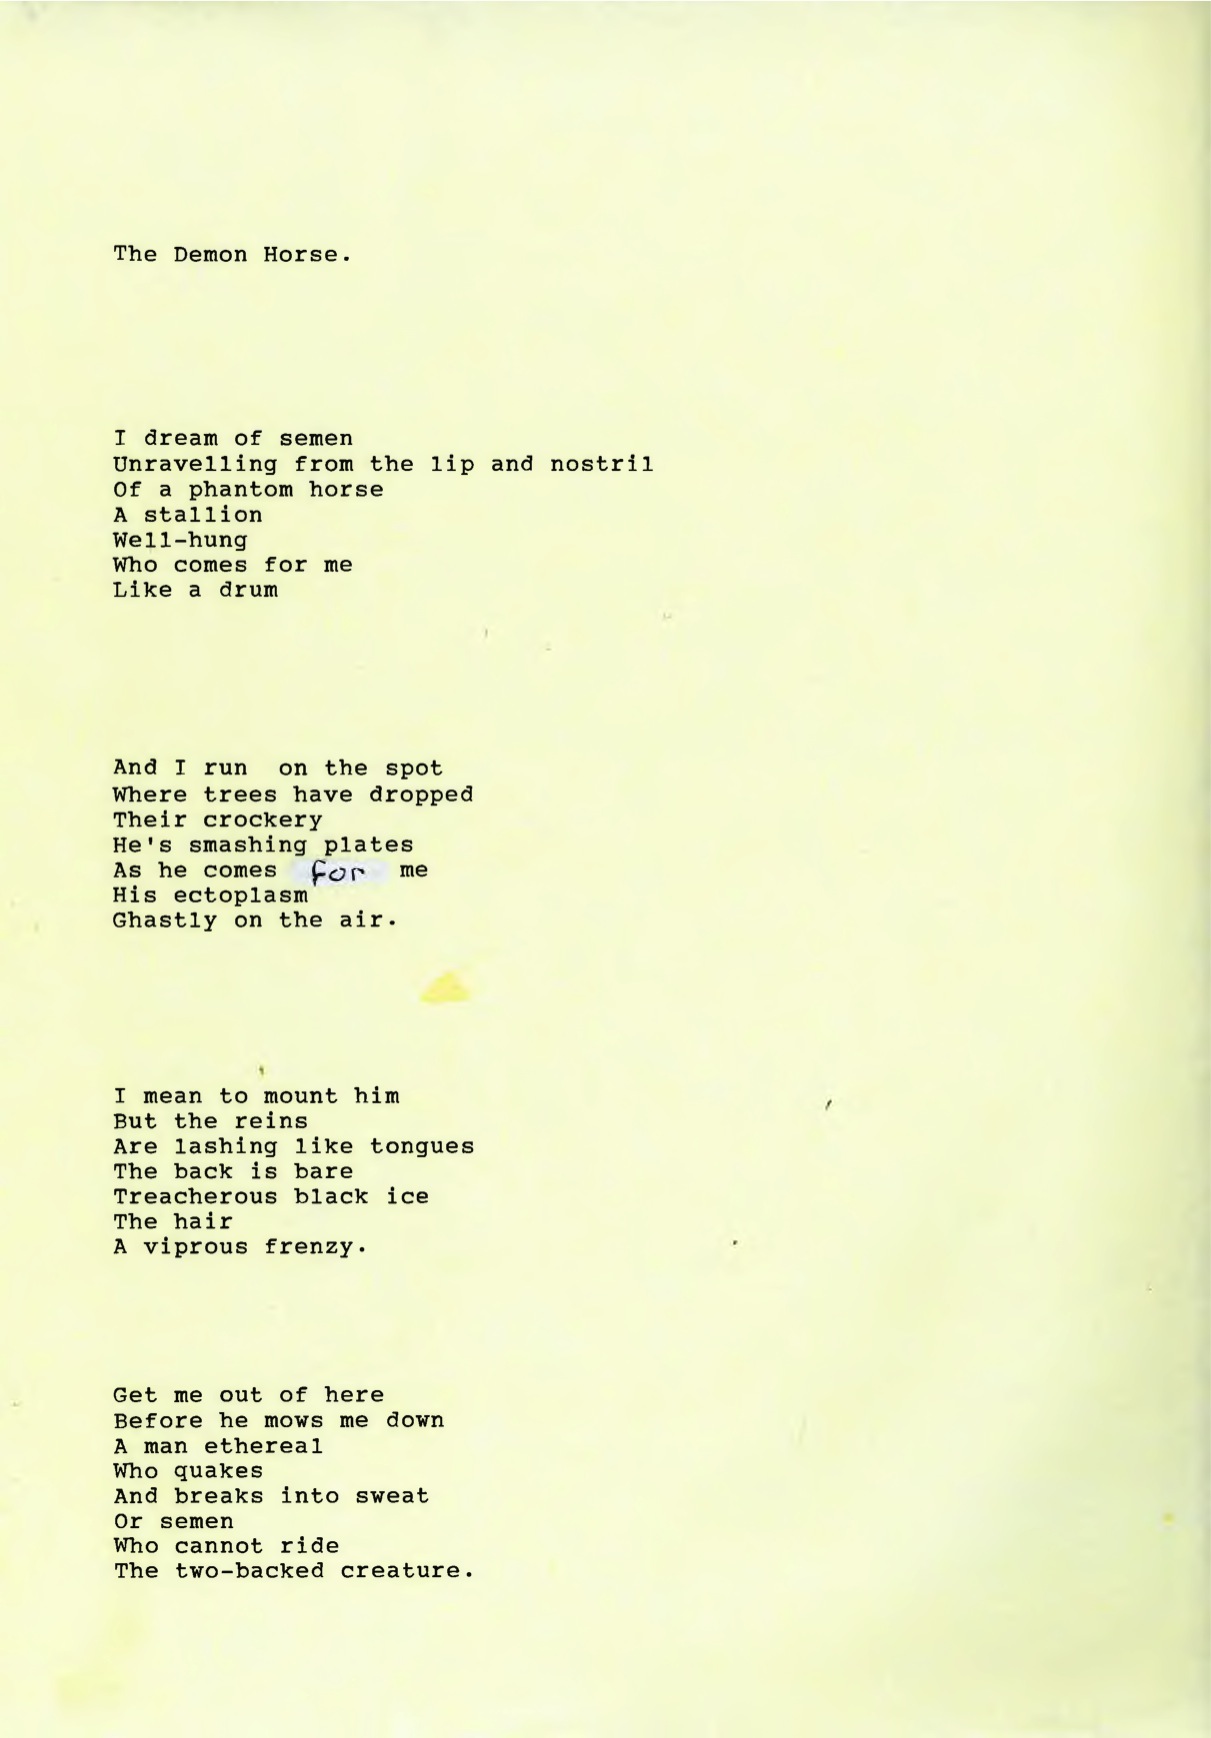 The Demon Horse.
I dream of semen
Unravelling from the lip and nostril
Of a phantom horse
A stallion
Well-hung
Who comes for me
Like a drum
And I run  on the spot
Where trees have dropped
Their crockery
He's smashing plates
As he comes for me
His ectoplasm
Ghastly on the air.
I mean to mount him
But the reins
Are lashing like tongues
The back is bare
Treacherous black ice
The hair
A viprous frenzy.
Get me out of here
Before he mows me down
A man ethereal
Who quakes
And breaks into sweat
Or semen
Who cannot ride
The two-backed creature.